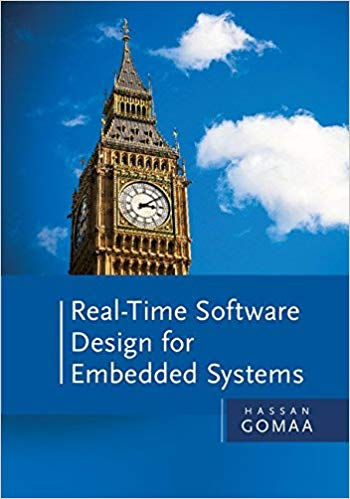 Real-Time Software
Design for
Embedded Systems
HASSAN
GOMAA